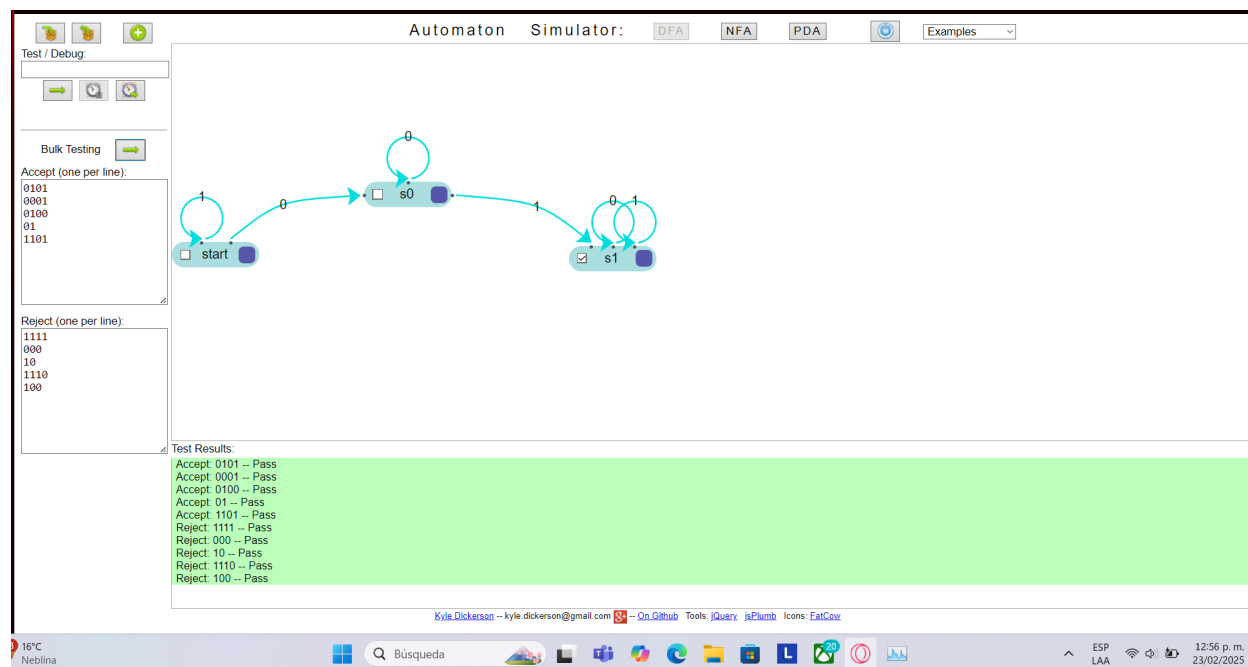 Automaton Simulator: DFA NFA PDA Examples
Test / Debug:
Bulk Testing
Accept (one per line):
0101
0001
0100
01
1101
Reject (one per line):
1111
000
10
1110
100
0
1
0
s0
1
0 1
start
s1
Test Results:
Accept: 0101 -- Pass
Accept: 0001 -- Pass
Accept: 0100 -- Pass
Accept: 01 -- Pass
Accept: 1101 -- Pass
Reject: 1111 -- Pass
Reject: 000 -- Pass
Reject: 10 -- Pass
Reject: 1110 -- Pass
Reject: 100 -- Pass
Kyle Dickerson -- kyle.dickerson@gmail.com g+ -- On Github Tools: jQuery jsPlumb Icons: FatCow
16°C
Neblina
Búsqueda
L
20
ESP
LAA
12:56 p. m.
23/02/2025